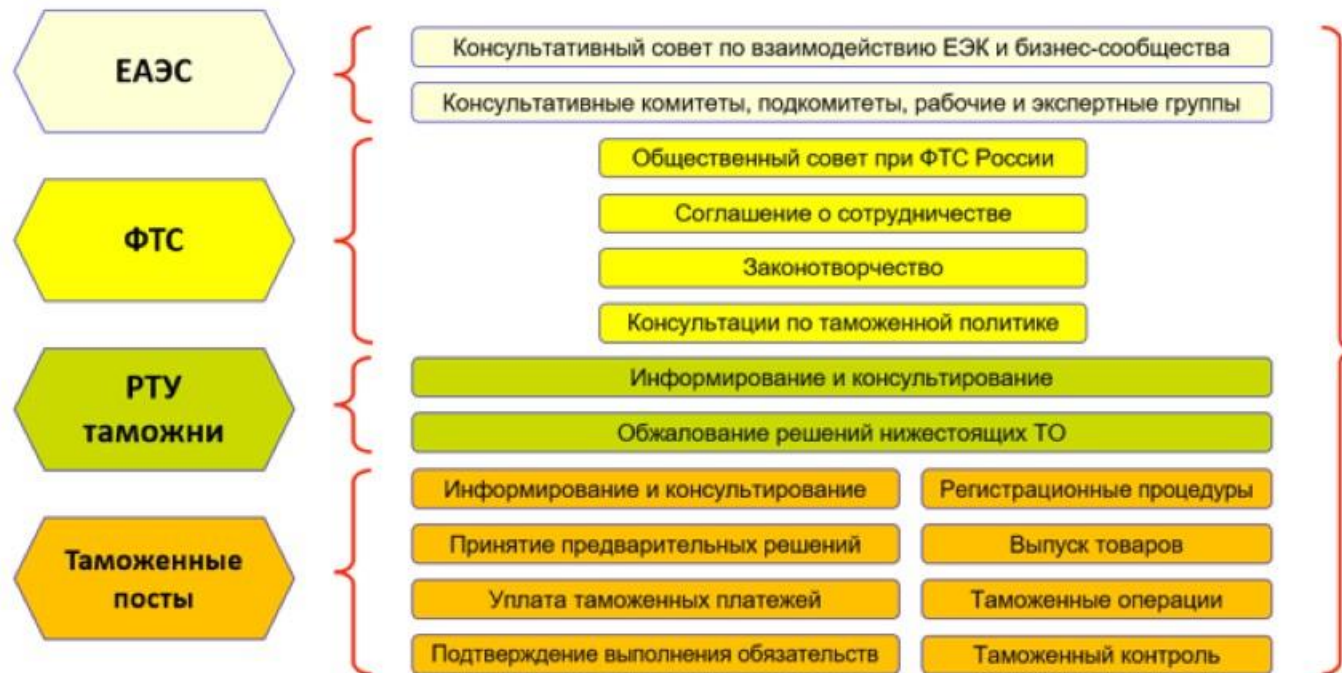 ЕАЭС
Консультативный совет по взаимодействию ЕЭК и бизнес-сообщества
Консультативные комитеты, подкомитеты, рабочие и экспертные группы
ФТС
Общественный совет при ФТС России
Соглашение о сотрудничестве
Законотворчество
Консультации по таможенной политике
РТУ
таможни
Информирование и консультирование
Обжалование решений нижестоящих ТО
Таможенные
посты
Информирование и консультирование
Регистрационные процедуры
Принятие предварительных решений
Выпуск товаров
Уплата таможенных платежей
Таможенные операции
Подтверждение выполнения обязательств
Таможенный контроль